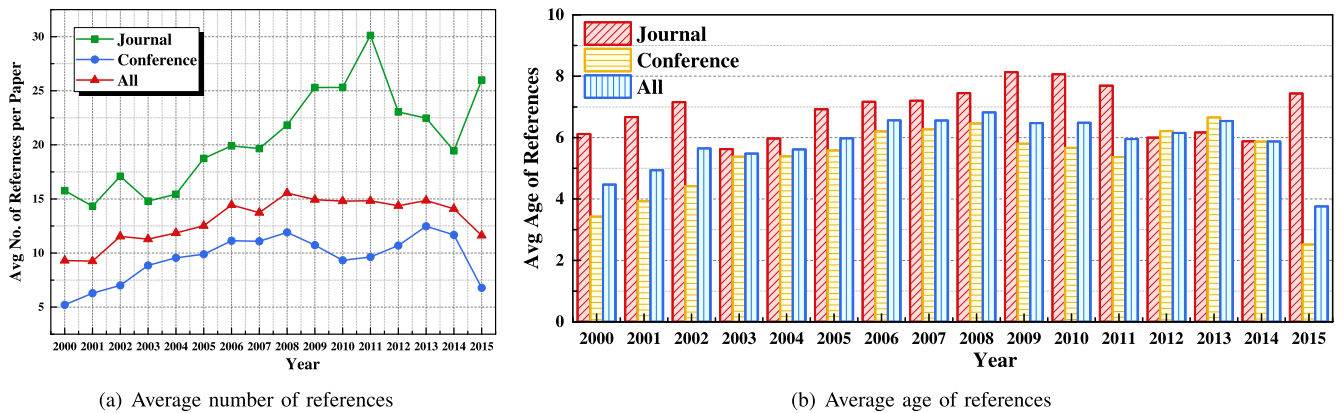 Avg No. of Refernces per Paper
30
25
20
15
10
5
Journal
Conference
All
2000 2001 2002 2003 2004 2005 2006 2007 2008 2009 2010 2011 2012 2013 2014 2015
Year
(a) Average number of references
Avg Age of References
10
8
6
4
2
0
Journal
Conference
All
2000 2001 2002 2003 2004 2005 2006 2007 2008 2009 2010 2011 2012 2013 2014 2015
Year
(b) Average age of references